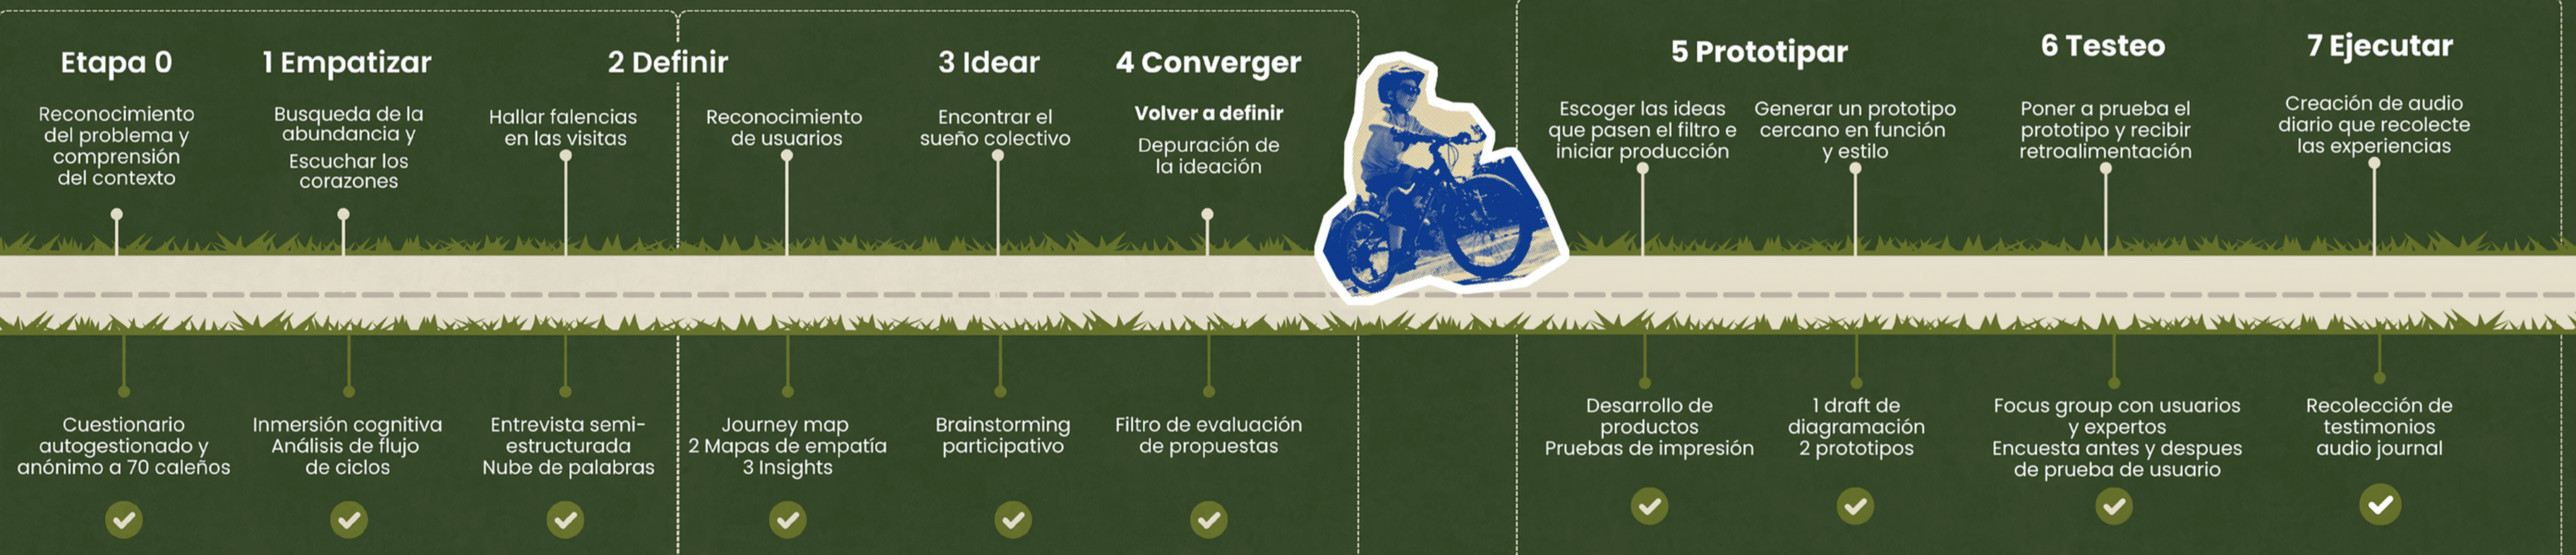 Etapa 0
Reconocimiento
del problema y
comprensión
del contexto
1 Empatizar
Busqueda de la
abundancia y
Escuchar los
corazones
2 Definir
Hallar falencias
en las visitas
Reconocimiento
de usuarios
3 Idear
Encontrar el
sueño colectivo
4 Converger
Volver a definir
Depuración de
la ideación
5 Prototipar
Escoger las ideas
que pasen el filtro e
iniciar producción
Generar un prototipo
cercano en función
y estilo
6 Testeo
Poner a prueba el
prototipo y recibir
retroalimentación
7 Ejecutar
Creación de audio
diario que recolecte
las experiencias
Cuestionario
autogestionado y
anónimo a 70 caleños
Inmersión cognitiva
Análisis de flujo
de ciclos
Entrevista semi-
estructurada
Nube de palabras
Journey map
2 Mapas de empatía
3 Insights
Brainstorming
participativo
Filtro de evaluación
de propuestas
Desarrollo de
productos
Pruebas de impresión
1 draft de
diagramación
2 prototipos
Focus group con usuarios
y expertos
Encuesta antes y despues
de prueba de usuario
Recolección de
testimonios
audio journal